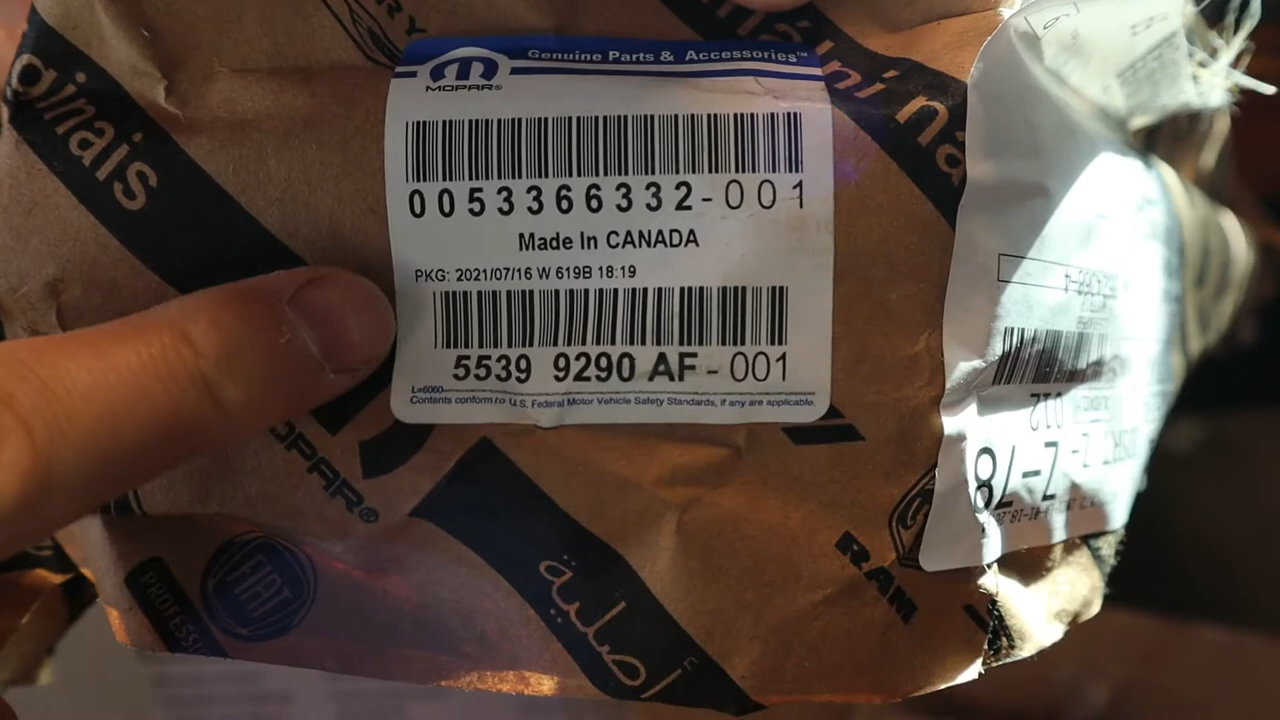 Genuine Parts & Accessories™
MOPAR®
0053366332-001
Made In CANADA
PKG: 2021/07/16 W 619B 18:19
5539 9290 AF-001
L=6060
Contents conform to U.S. Federal Motor Vehicle Safety Standards, if any are applicable.
ginais
MOPAR®
FIAT
أصلية
RAM
Z-78
012